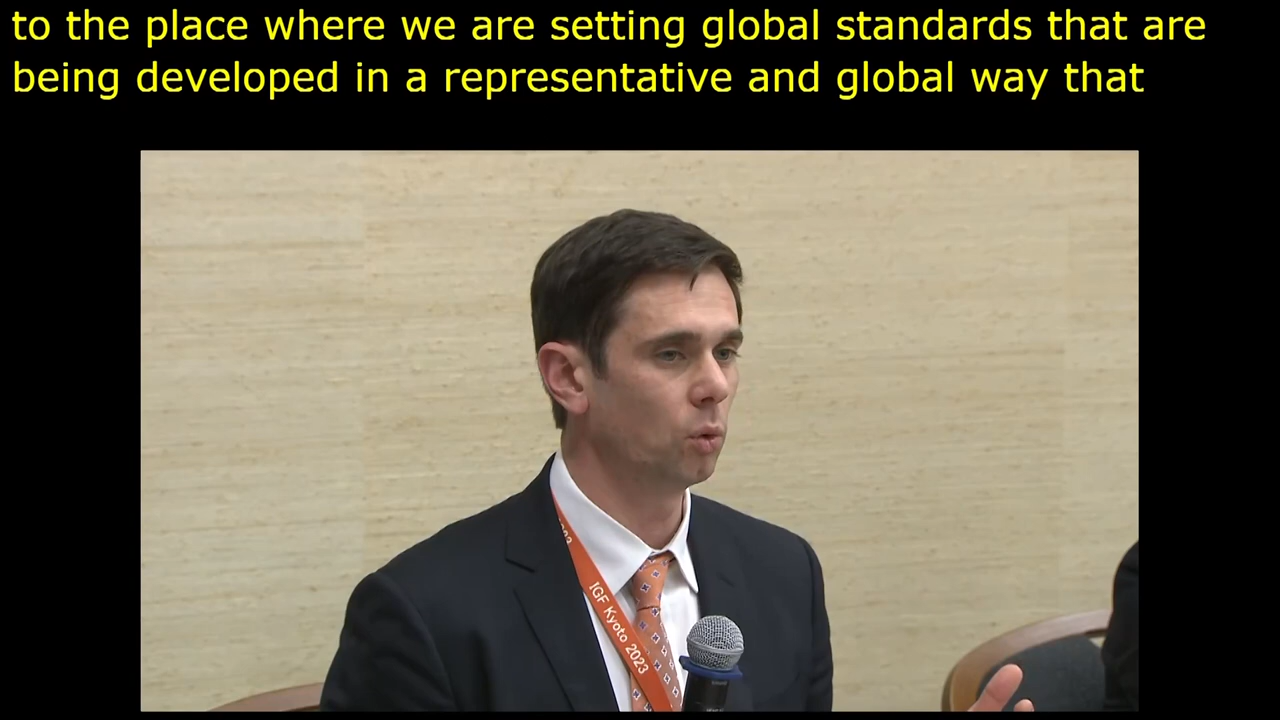 to the place where we are setting global standards that are
being developed in a representative and global way that
IGF Kyoto 2023